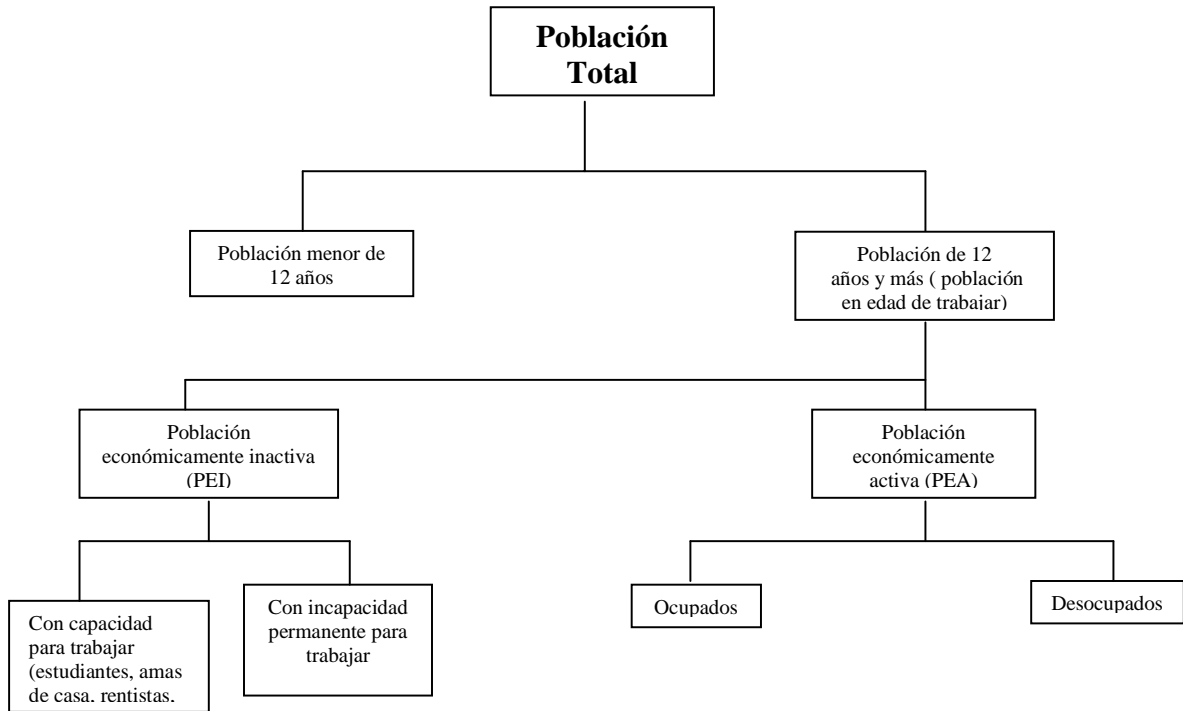 Población
Total
Población menor de
12 años
Población de 12
años y más ( población
en edad de trabajar)
Población
económicamente inactiva
(PEI)
Población
económicamente
activa (PEA)
Con capacidad
para trabajar
(estudiantes, amas
de casa, rentistas,
Con incapacidad
permanente para
trabajar
Ocupados
Desocupados